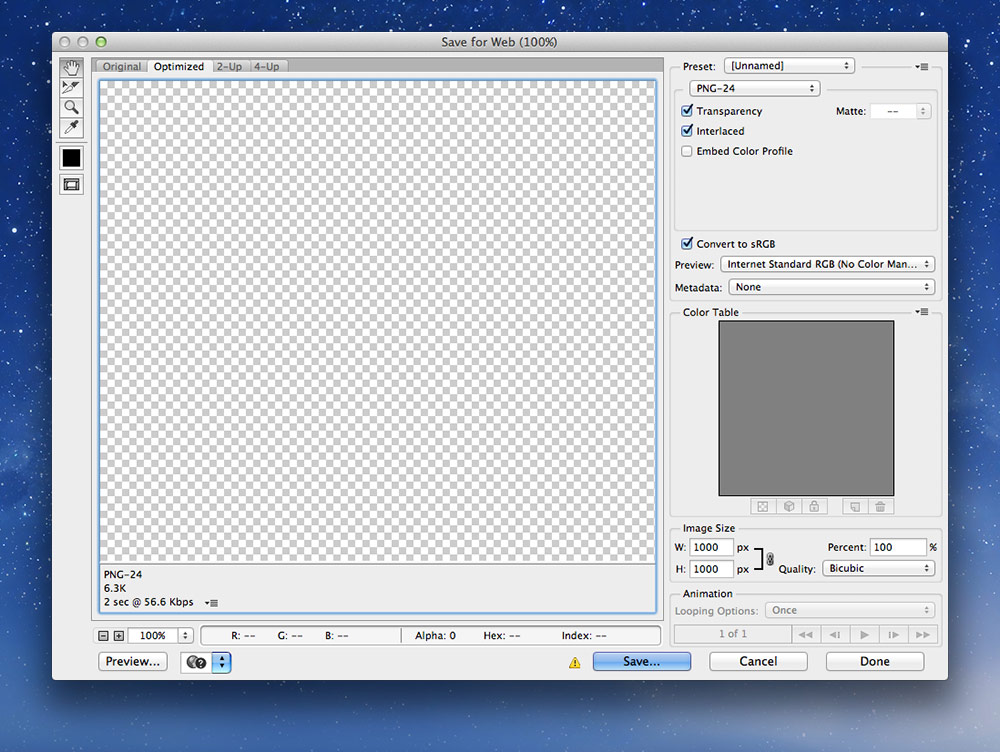 Save for Web (100%)
Original Optimized 2-Up 4-Up
Preset: [Unnamed]
PNG-24
Transparency Matte: --
Interlaced
Embed Color Profile
Convert to sRGB
Preview: Internet Standard RGB (No Color Man...
Metadata: None
Color Table
Image Size
W: 1000 px Percent: 100 %
H: 1000 px Quality: Bicubic
Animation
Looping Options: Once
1 of 1
PNG-24
6.3K
2 sec @ 56.6 Kbps
100% R: -- G: -- B: -- Alpha: 0 Hex: -- Index: --
Preview... Save... Cancel Done